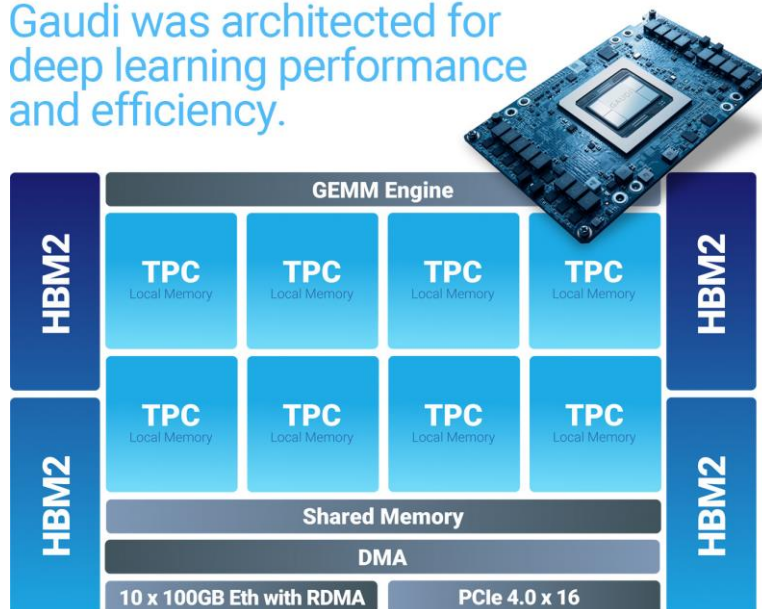 Gaudi was architected for
deep learning performance
and efficiency.
GAUDI
GEMM Engine
HBM2
HBM2
TPC
Local Memory
TPC
Local Memory
TPC
Local Memory
TPC
Local Memory
TPC
Local Memory
TPC
Local Memory
TPC
Local Memory
TPC
Local Memory
HBM2
HBM2
Shared Memory
DMA
10 x 100GB Eth with RDMA
PCIe 4.0 x 16